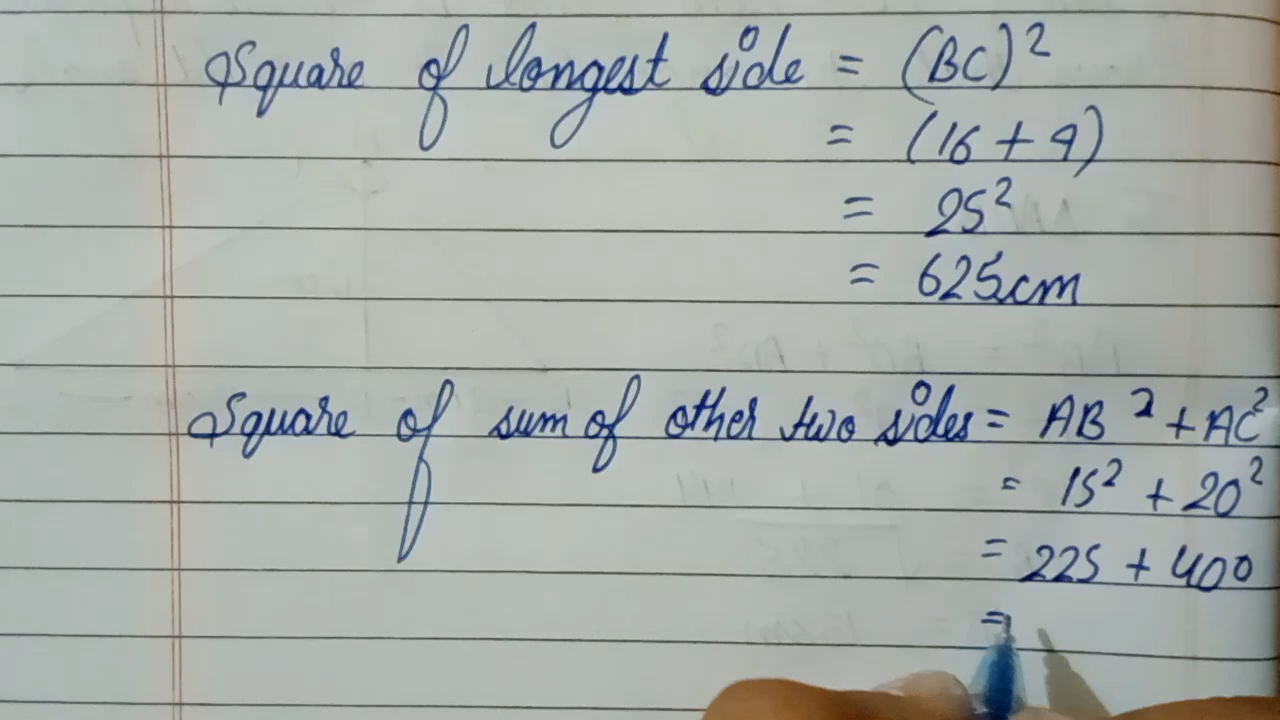 Square of longest side = (BC)²
= (16 + 9)
= 25²
= 625cm
Square of sum of other two sides = AB² + AC²
= 15² + 20²
= 225 + 400
=